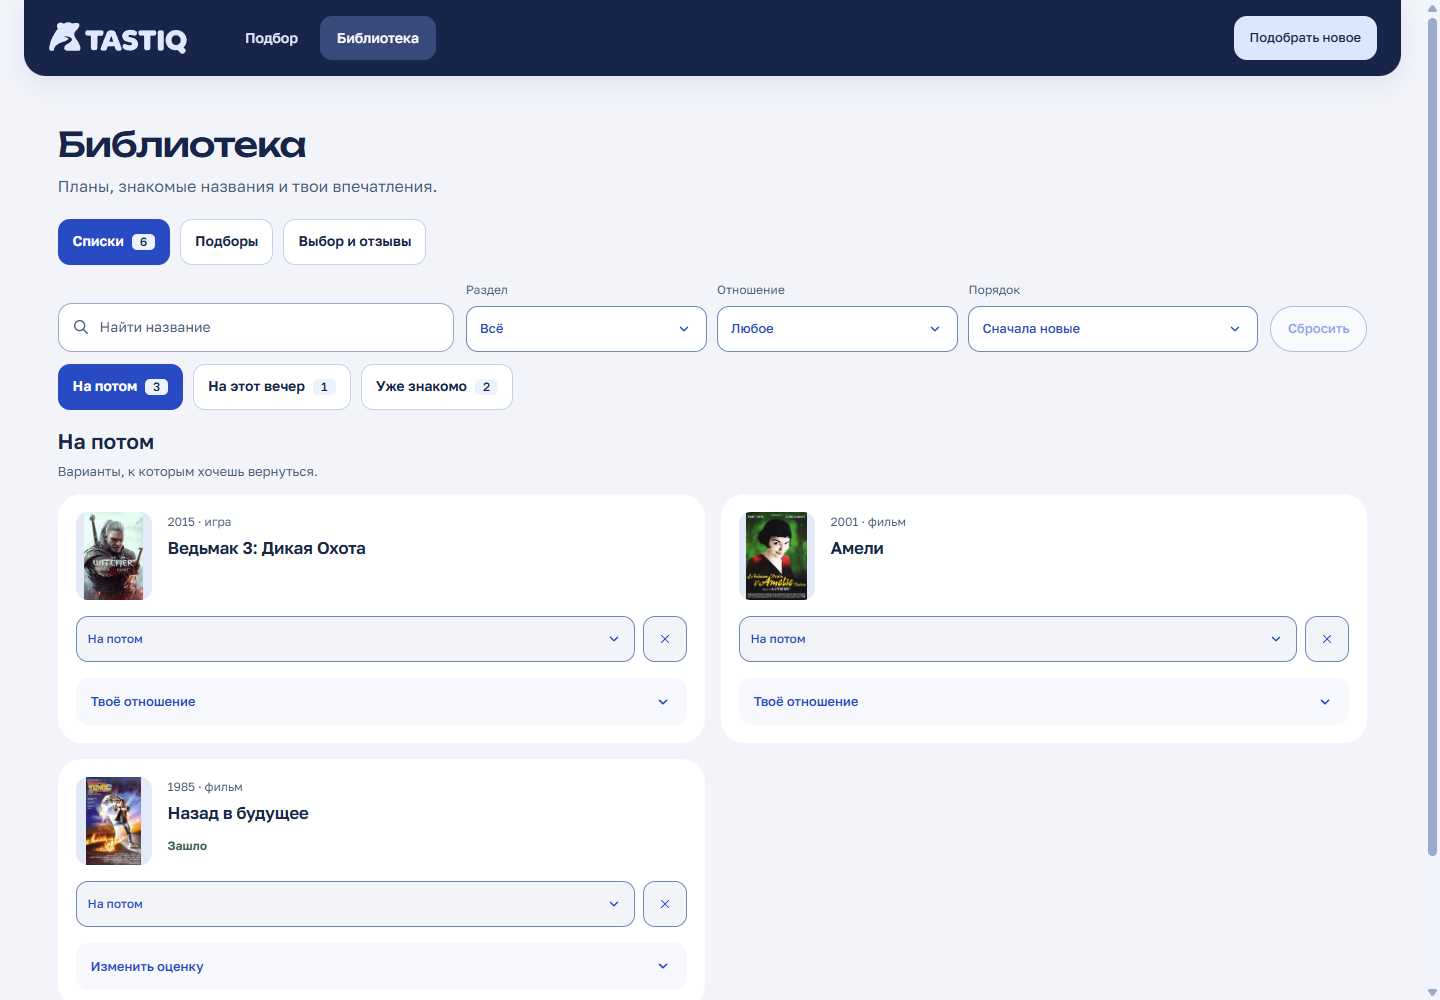 TASTIQ
Подбор
Библиотека
Подобрать новое
Библиотека
Планы, знакомые названия и твои впечатления.
Списки 6
Подборы
Выбор и отзывы
Найти название
Раздел
Всё
Отношение
Любое
Порядок
Сначала новые
Сбросить
На потом 3
На этот вечер 1
Уже знакомо 2
На потом
Варианты, к которым хочешь вернуться.
2015 · игра
Ведьмак 3: Дикая Охота
WITCHER
На потом
Твоё отношение
2001 · фильм
Амели
На потом
Твоё отношение
1985 · фильм
Назад в будущее
Зашло
На потом
Изменить оценку